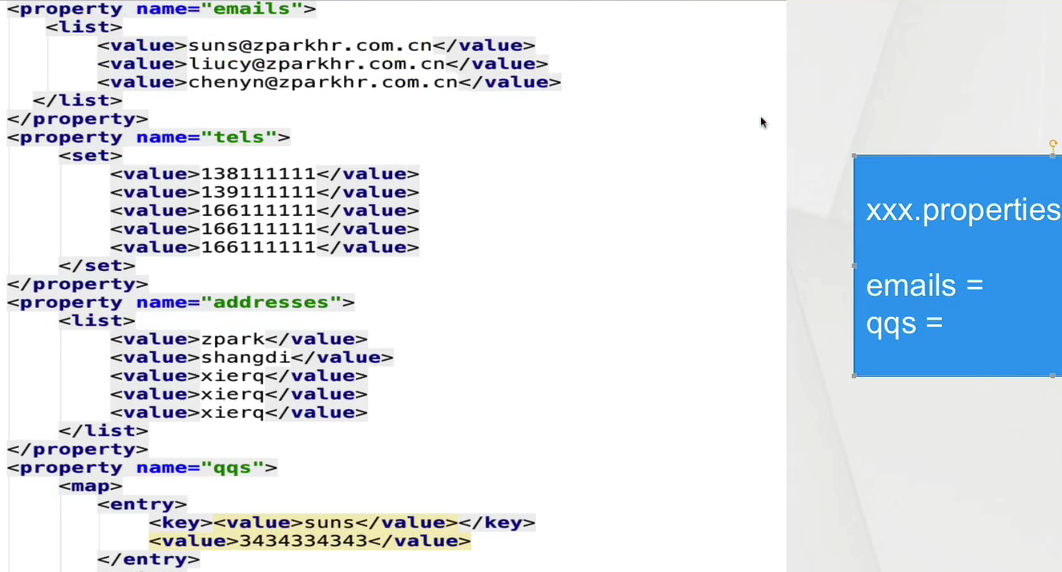 <property name="emails">
<list>
<value>suns@zparkhr.com.cn</value>
<value>liucy@zparkhr.com.cn</value>
<value>chenyn@zparkhr.com.cn</value>
</list>
</property>
<property name="tels">
<set>
<value>138111111</value>
<value>139111111</value>
<value>166111111</value>
<value>166111111</value>
<value>166111111</value>
</set>
</property>
<property name="addresses">
<list>
<value>zpark</value>
<value>shangdi</value>
<value>xierq</value>
<value>xierq</value>
<value>xierq</value>
</list>
</property>
<property name="qqs">
<map>
<entry>
<key><value>suns</value></key>
<value>3434334343</value>
</entry>
xxx.properties
emails =
qqs =